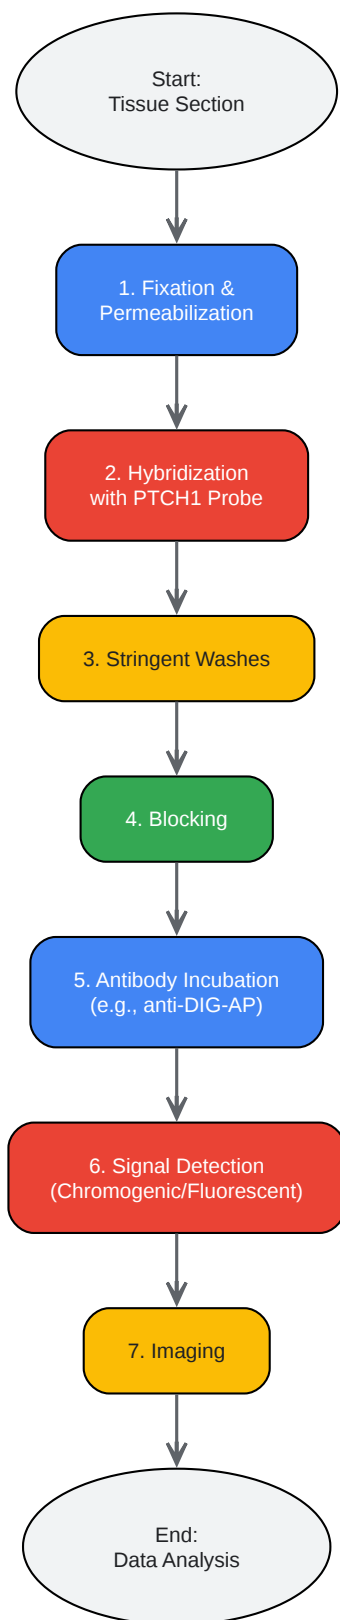 Start:
Tissue Section
1. Fixation &
Permeabilization
2. Hybridization
with PTCH1 Probe
3. Stringent Washes
4. Blocking
5. Antibody Incubation
(e.g., anti-DIG-AP)
6. Signal Detection
(Chromogenic/Fluorescent)
7. Imaging
End:
Data Analysis